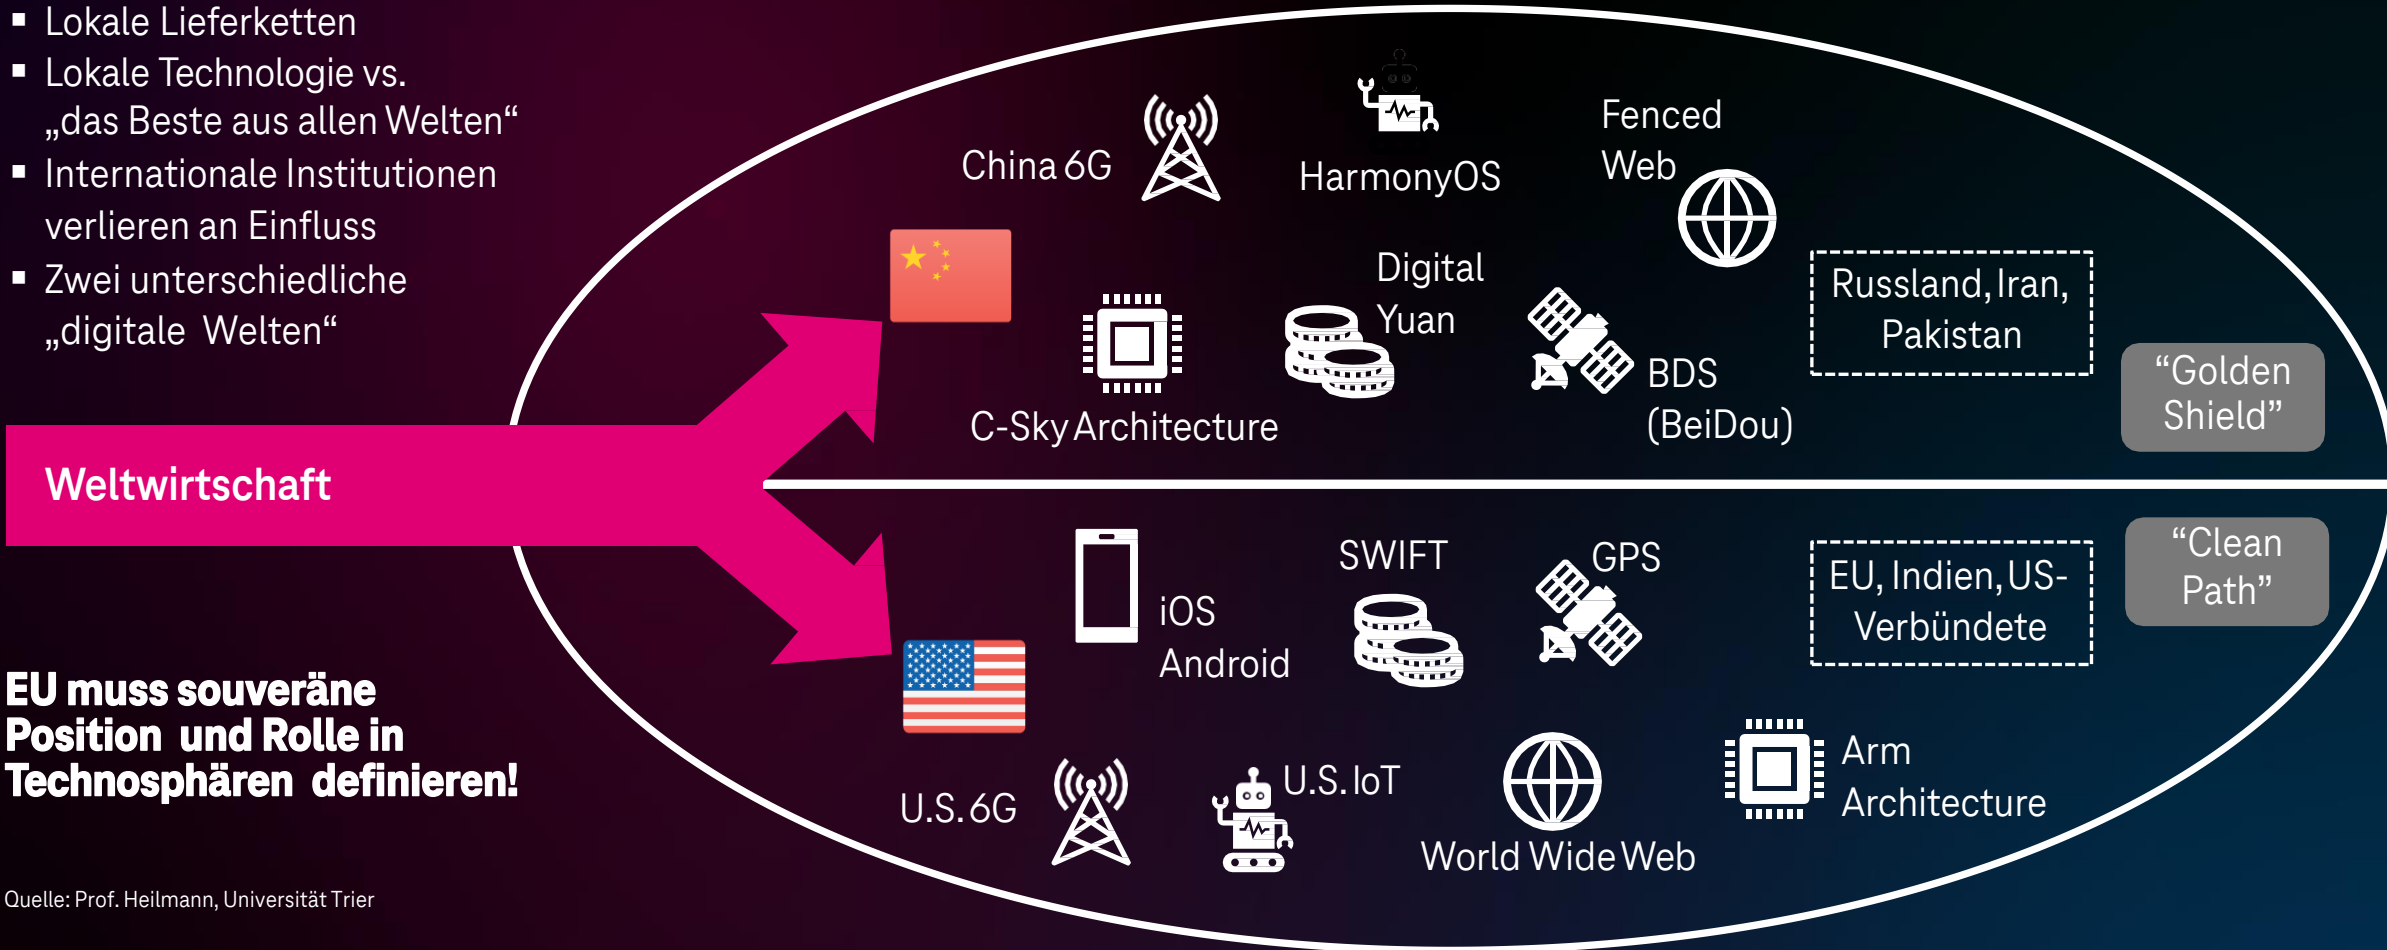 ▪ Lokale Lieferketten
▪ Lokale Technologie vs.
„das Beste aus allen Welten“
▪ Internationale Institutionen
verlieren an Einfluss
▪ Zwei unterschiedliche
„digitale Welten“
Weltwirtschaft
EU muss souveräne
Position und Rolle in
Technosphären definieren!
Quelle: Prof. Heilmann, Universität Trier
China 6G
HarmonyOS
Fenced
Web
C-Sky Architecture
Digital
Yuan
BDS
(BeiDou)
Russland, Iran,
Pakistan
“Golden
Shield”
iOS
Android
SWIFT
GPS
EU, Indien, US-
Verbündete
“Clean
Path”
U.S. 6G
U.S. IoT
World Wide Web
Arm
Architecture